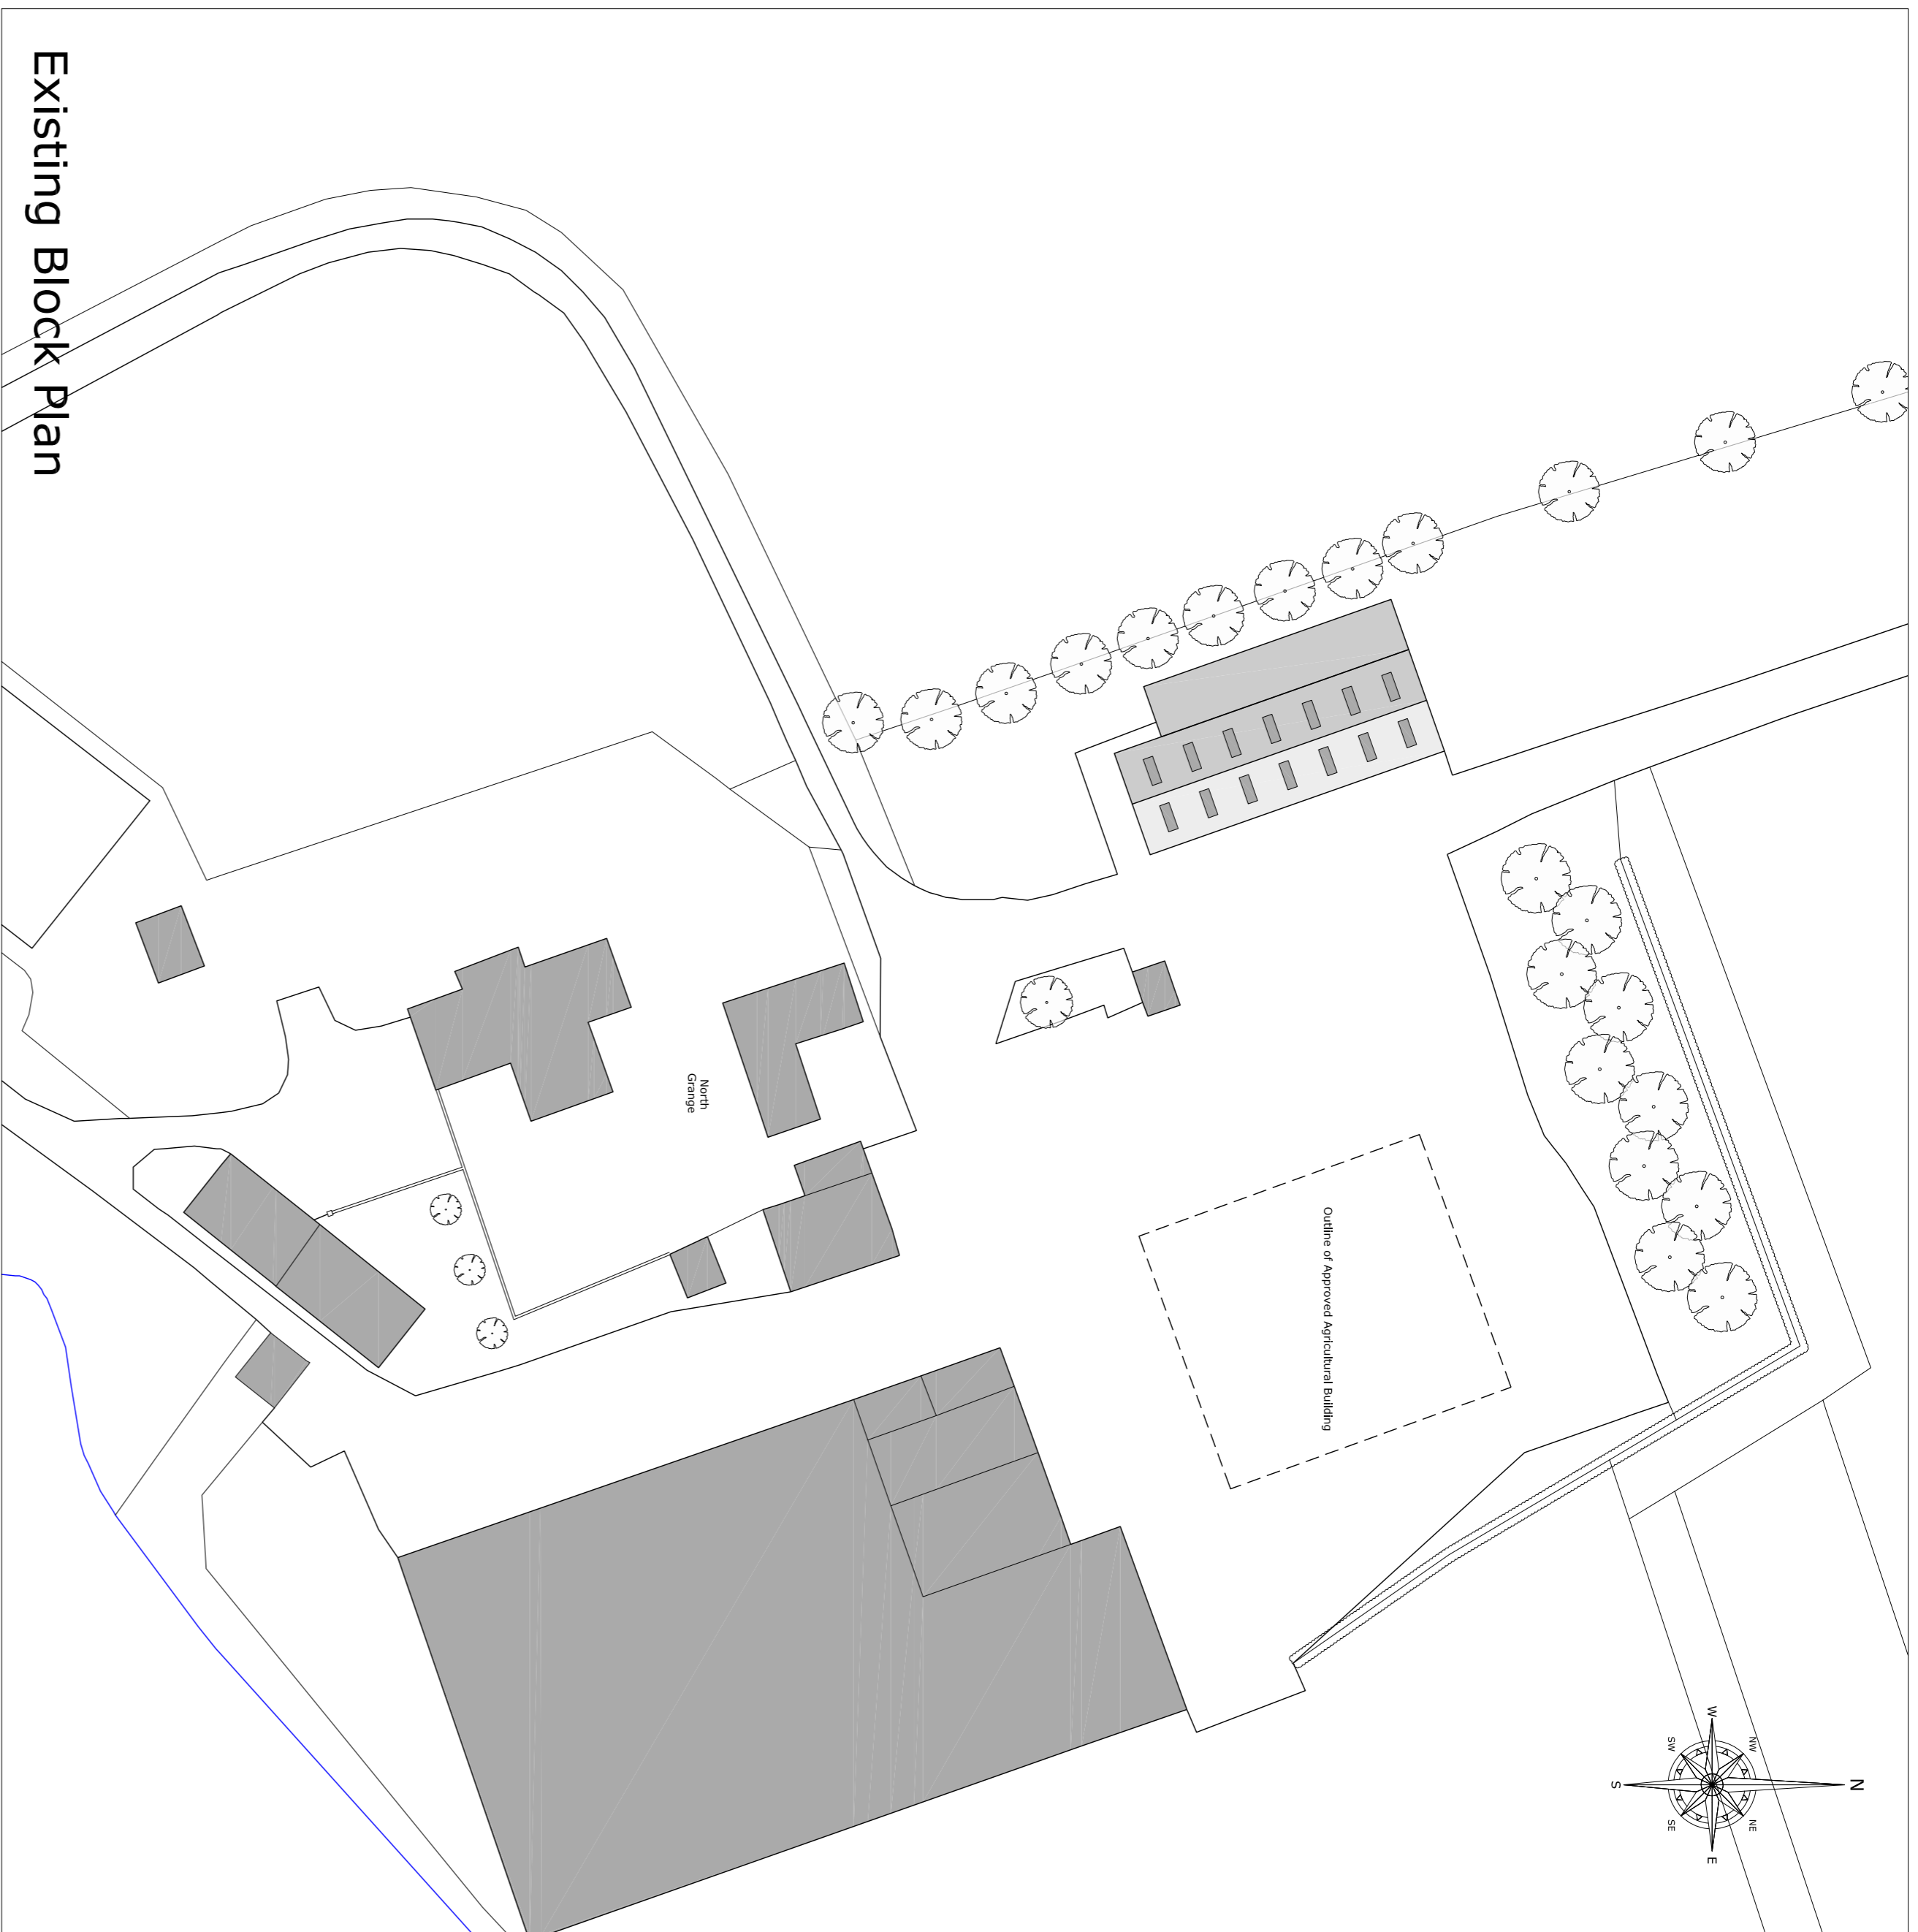 Existing Block Plan
North
Grange
Outline of Approved Agricultural Building
N
NE
E
SE
S
SW
W
NW